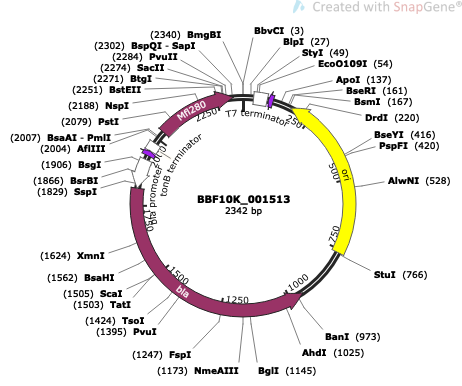 Created with SnapGene®
(2340) BmgBI
BbvCI (3)
(2302) BspQI - SapI
BlpI (27)
(2284) PvuII
StyI (49)
(2274) SacII
EcoO109I (54)
(2271) BtgI
ApoI (137)
(2251) BstEII
BseRI (161)
(2188) NspI
BsmI (167)
(2079) PstI
DrdI (220)
(2007) BsaAI - PmlI
BseYI (416)
(2004) AflIII
PspFI (420)
(1906) BsgI
AlwNI (528)
(1866) BsrBI
(1829) SspI
Mfl280
2250
T7 terminator
250
2000
tonB terminator
bla promoter
1750
500
ori
BBF10K_001513
2342 bp
750
StuI (766)
(1624) XmnI
(1562) BsaHI
(1505) ScaI
(1503) TatI
(1424) TsoI
(1395) PvuI
1500
bla
1250
1000
(1247) FspI
(1173) NmeAIII
BglI (1145)
AhdI (1025)
BanI (973)